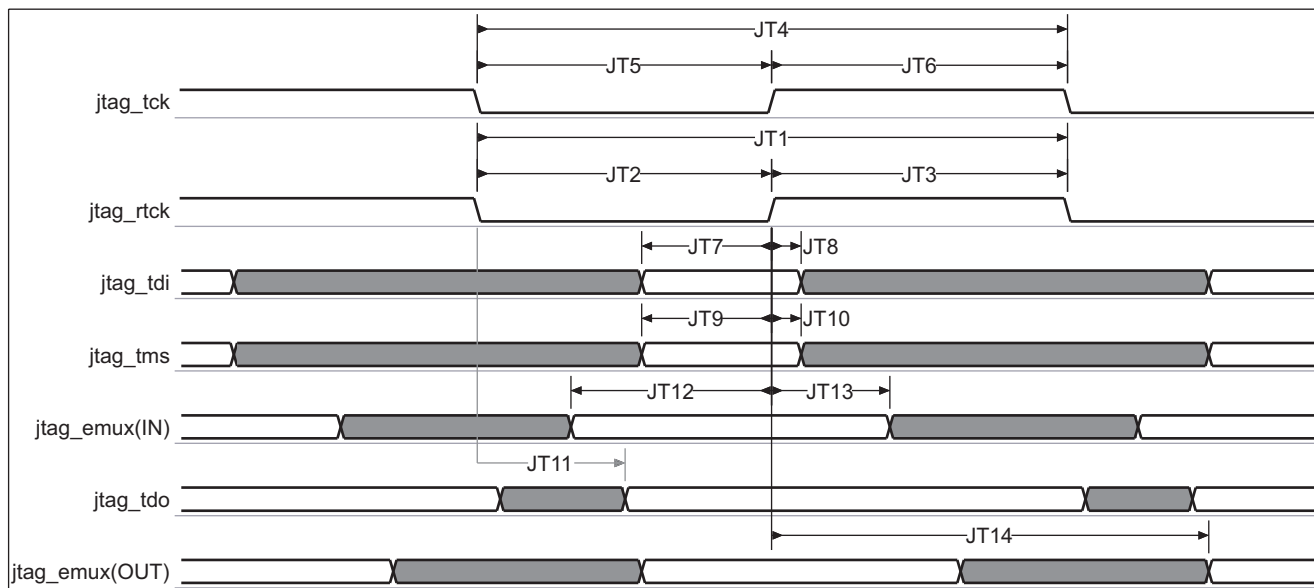 JT4
JT5 JT6
jtag_tck
JT1
JT2 JT3
jtag_rtck
JT7 JT8
jtag_tdi
JT9 JT10
jtag_tms
JT12 JT13
jtag_emux(IN)
JT11
jtag_tdo
JT14
jtag_emux(OUT)